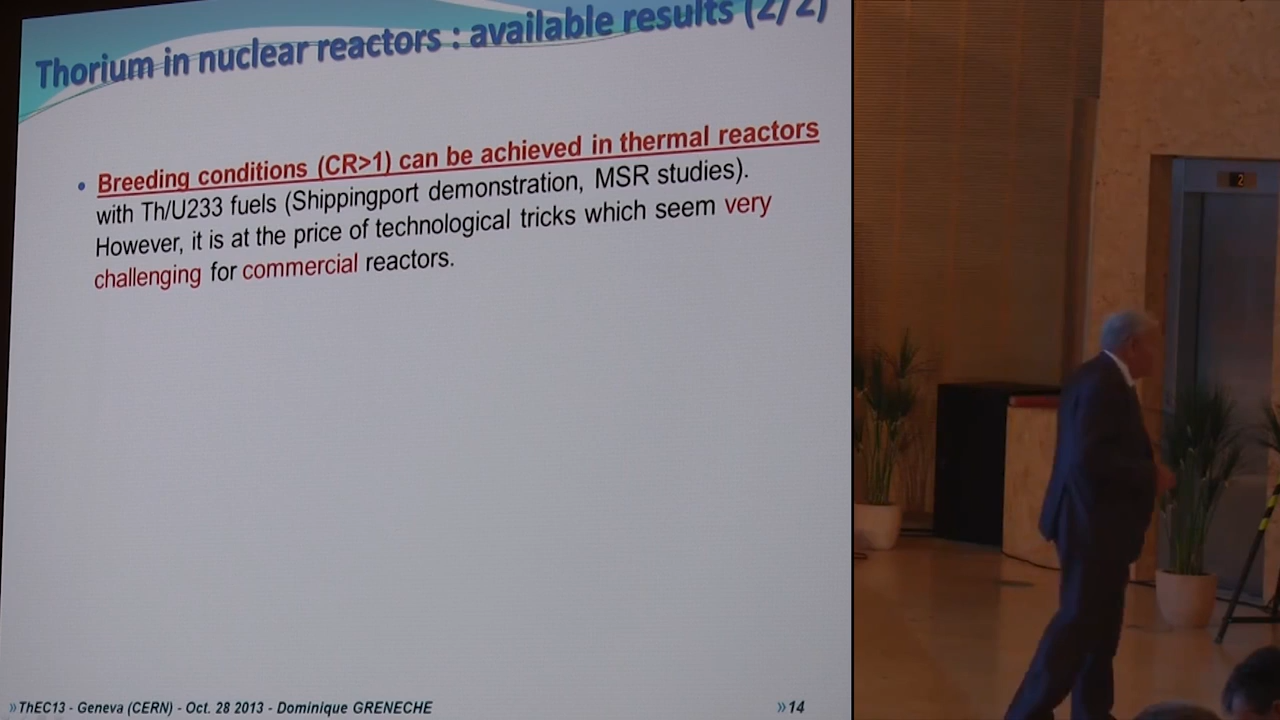 Thorium in nuclear reactors : available results (2/2)
• Breeding conditions (CR>1) can be achieved in thermal reactors
with Th/U233 fuels (Shippingport demonstration, MSR studies).
However, it is at the price of technological tricks which seem very
challenging for commercial reactors.
»ThEC13 - Geneva (CERN) - Oct. 28 2013 - Dominique GRENECHE
»14
2